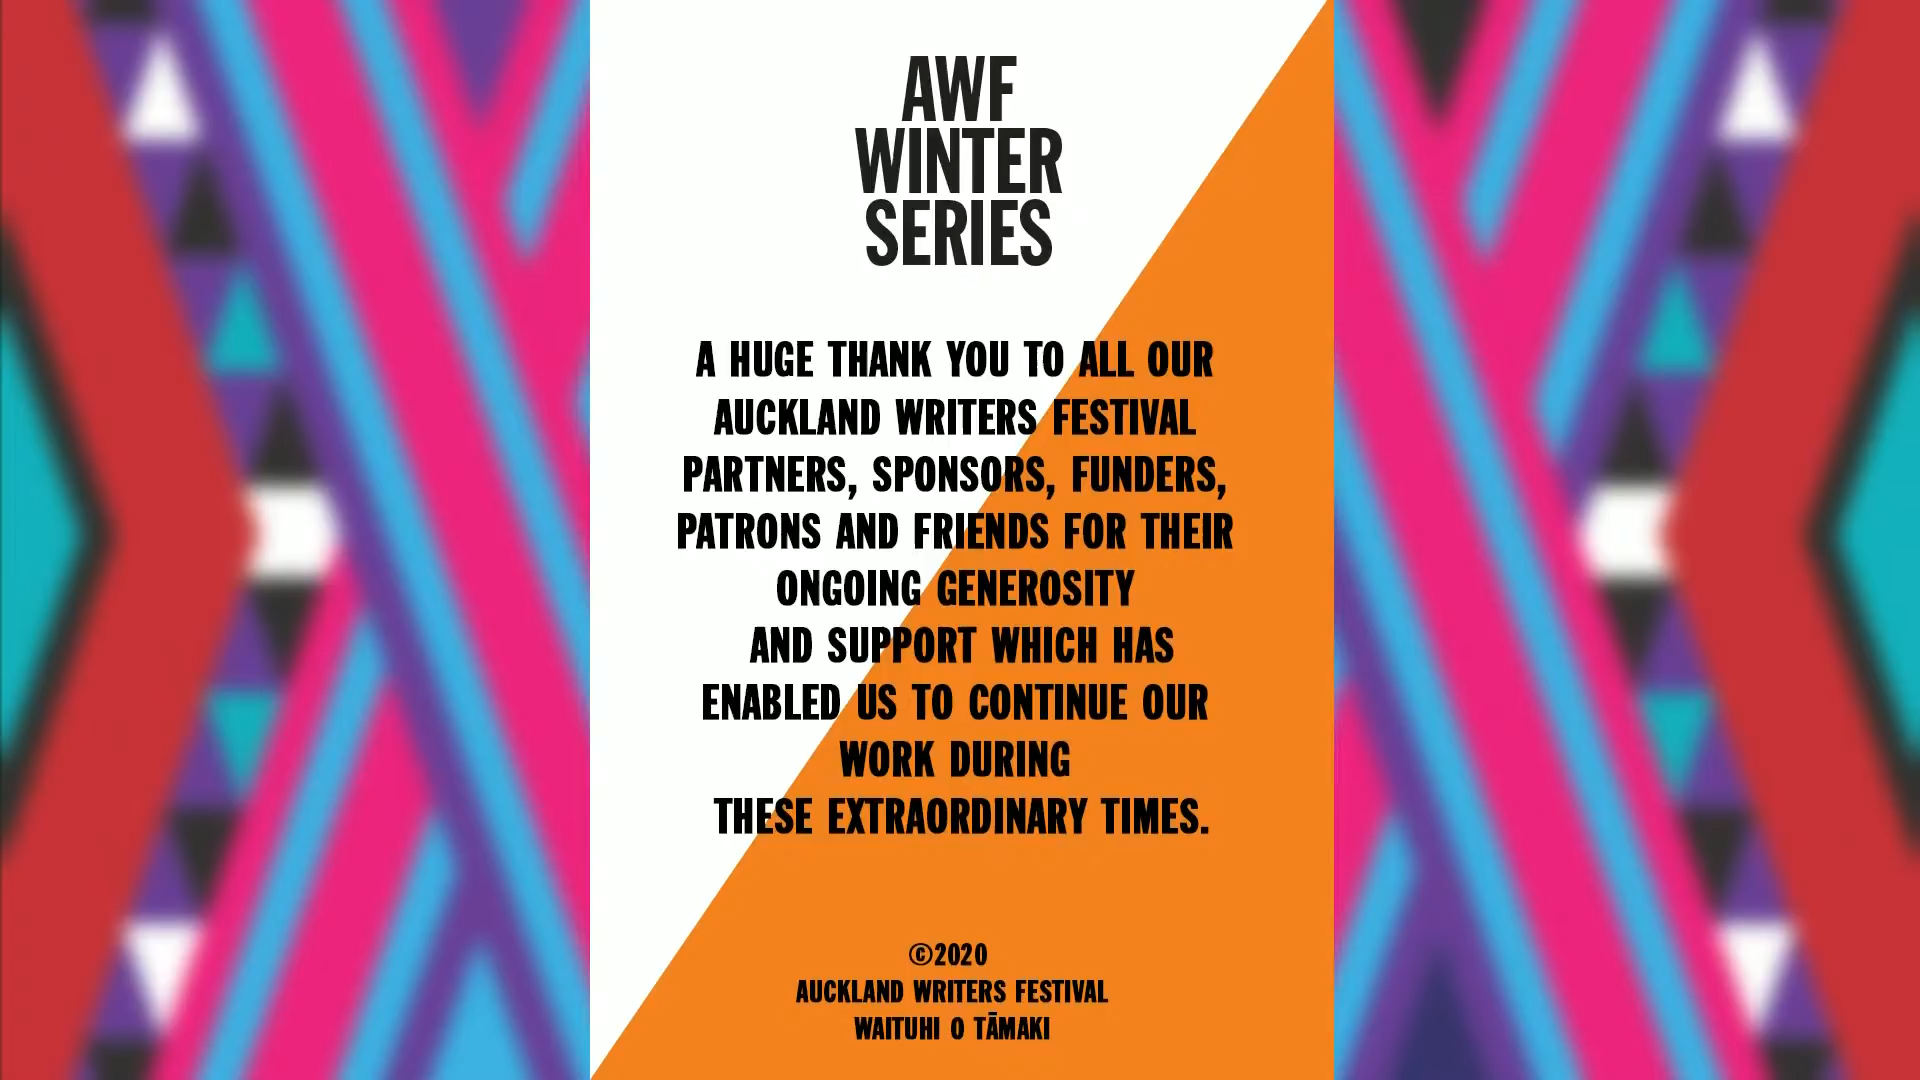 AWF
WINTER
SERIES
A HUGE THANK YOU TO ALL OUR
AUCKLAND WRITERS FESTIVAL
PARTNERS, SPONSORS, FUNDERS,
PATRONS AND FRIENDS FOR THEIR
ONGOING GENEROSITY
AND SUPPORT WHICH HAS
ENABLED US TO CONTINUE OUR
WORK DURING
THESE EXTRAORDINARY TIMES.
©2020
AUCKLAND WRITERS FESTIVAL
WAITUHI O TĀMAKI